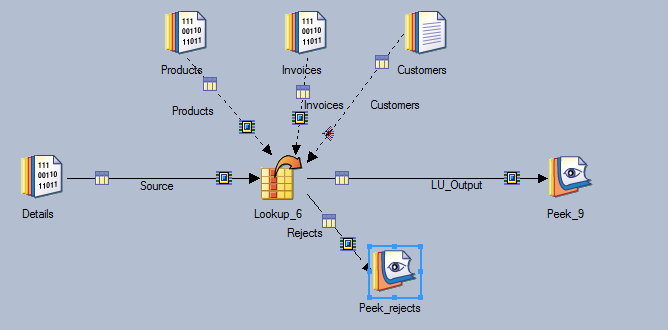 111
00110
11011
111
00110
11011
Products
Invoices
Customers
Products
Invoices
Customers
111
00110
11011
Source
LU_Output
Details
Lookup_6
Peek_9
Rejects
Peek_rejects